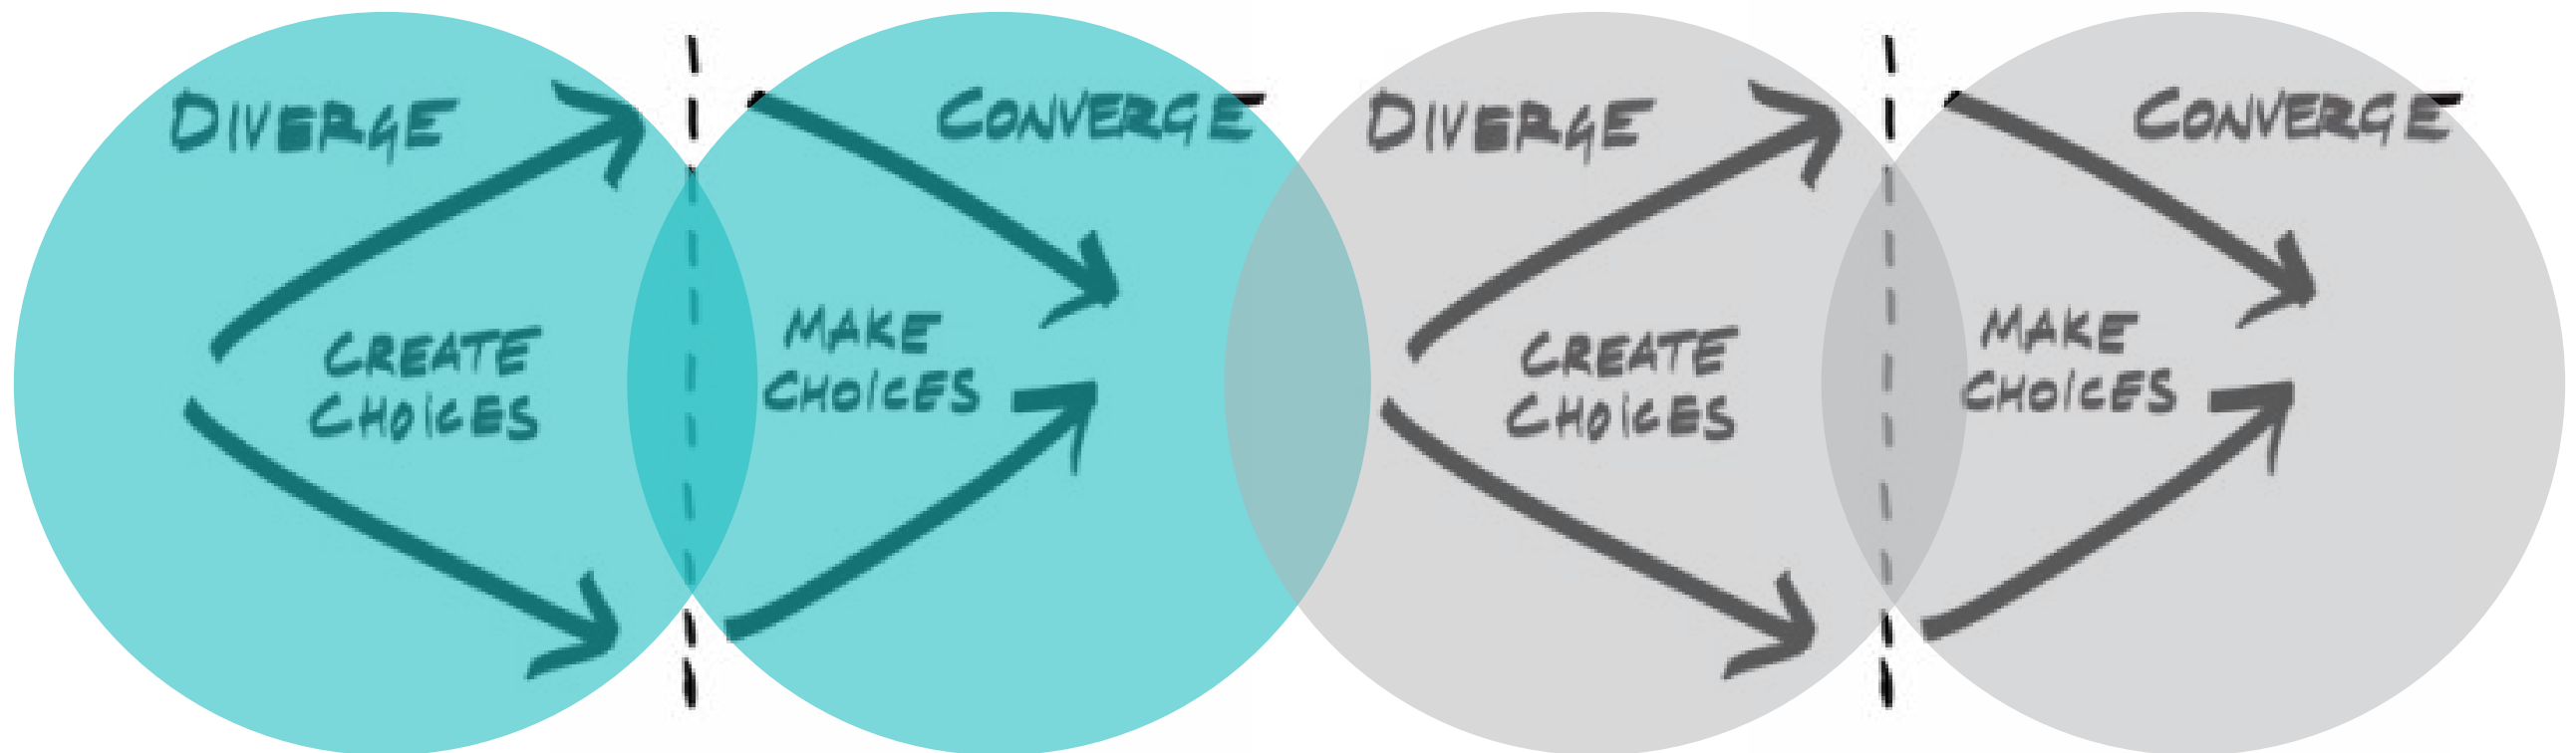 DIVERGE
CREATE
CHOICES
CONVERGE
MAKE
CHOICES
DIVERGE
CREATE
CHOICES
CONVERGE
MAKE
CHOICES